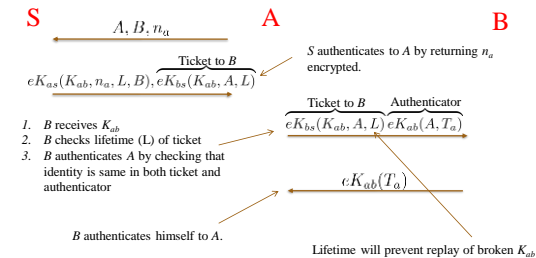 S A B
A, B, n_a
Ticket to B
eK_as(K_ab, n_a, L, B), eK_bs(K_ab, A, L)
S authenticates to A by returning n_a
encrypted.
Ticket to B Authenticator
eK_bs(K_ab, A, L) eK_ab(A, T_a)
1. B receives K_ab
2. B checks lifetime (L) of ticket
3. B authenticates A by checking that
identity is same in both ticket and
authenticator
eK_ab(T_a)
B authenticates himself to A.
Lifetime will prevent replay of broken K_ab